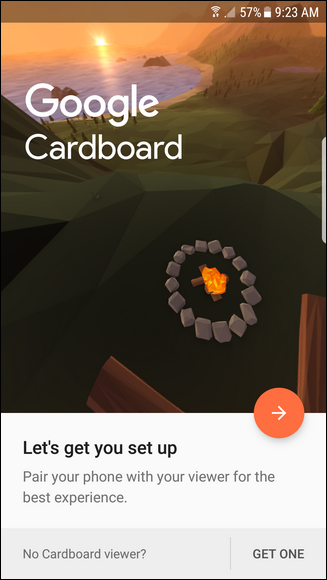 57% 9:23 AM
Google
Cardboard
Let's get you set up
Pair your phone with your viewer for the
best experience.
No Cardboard viewer? GET ONE